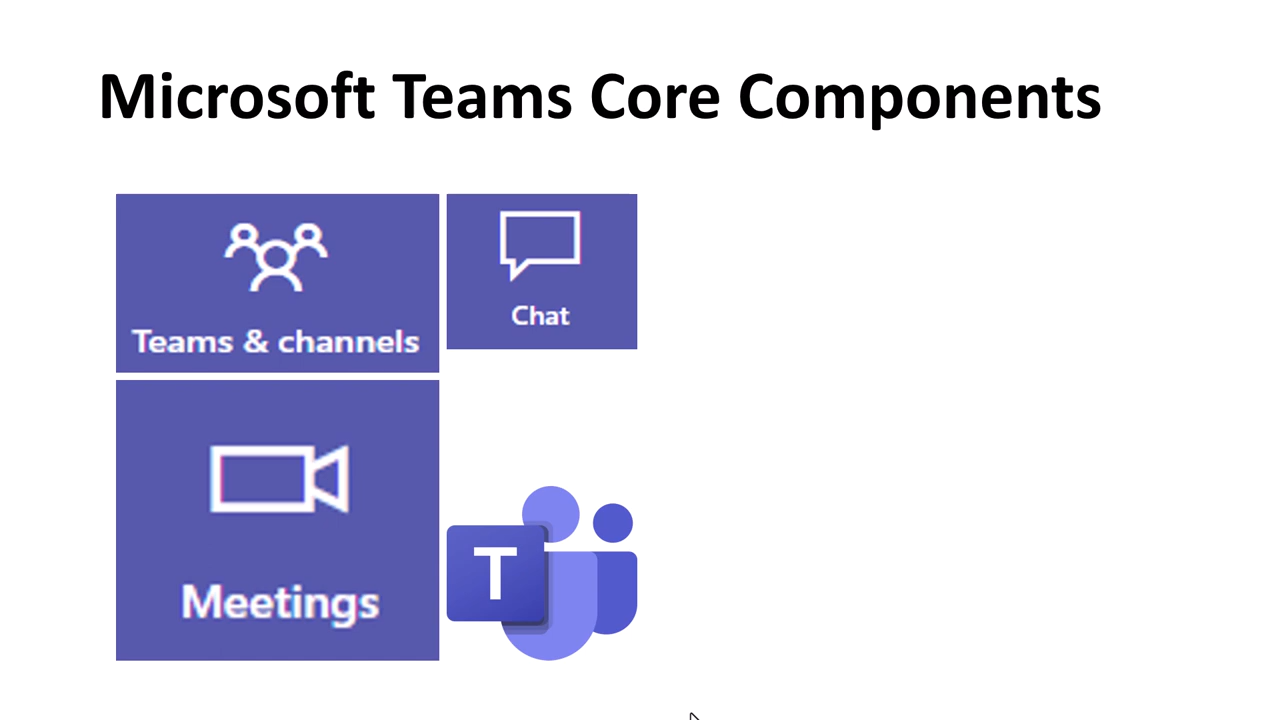 Microsoft Teams Core Components
Teams & channels
Chat
Meetings
T